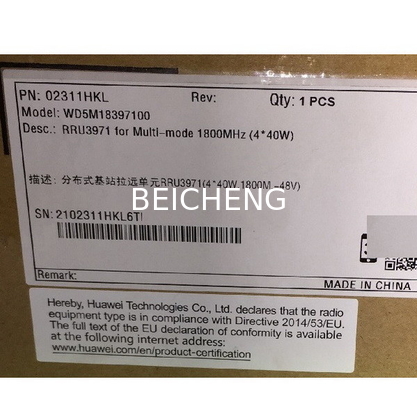 PN: 02311HKL Rev: Qty: 1 PCS
Model: WD5M18397100
Desc.: RRU3971 for Multi-mode 1800MHz (4*40W)
描述: 分布式基站拉远单元RRU3971(4*40W,1800M,-48V)
BEICHENG
SN: 2102311HKL6T
Remark:
MADE IN CHINA
Hereby, Huawei Technologies Co., Ltd. declares that the radio
equipment type is in compliance with Directive 2014/53/EU.
The full text of the EU declaration of conformity is available
at the following internet address:
www.huawei.com/en/product-certification